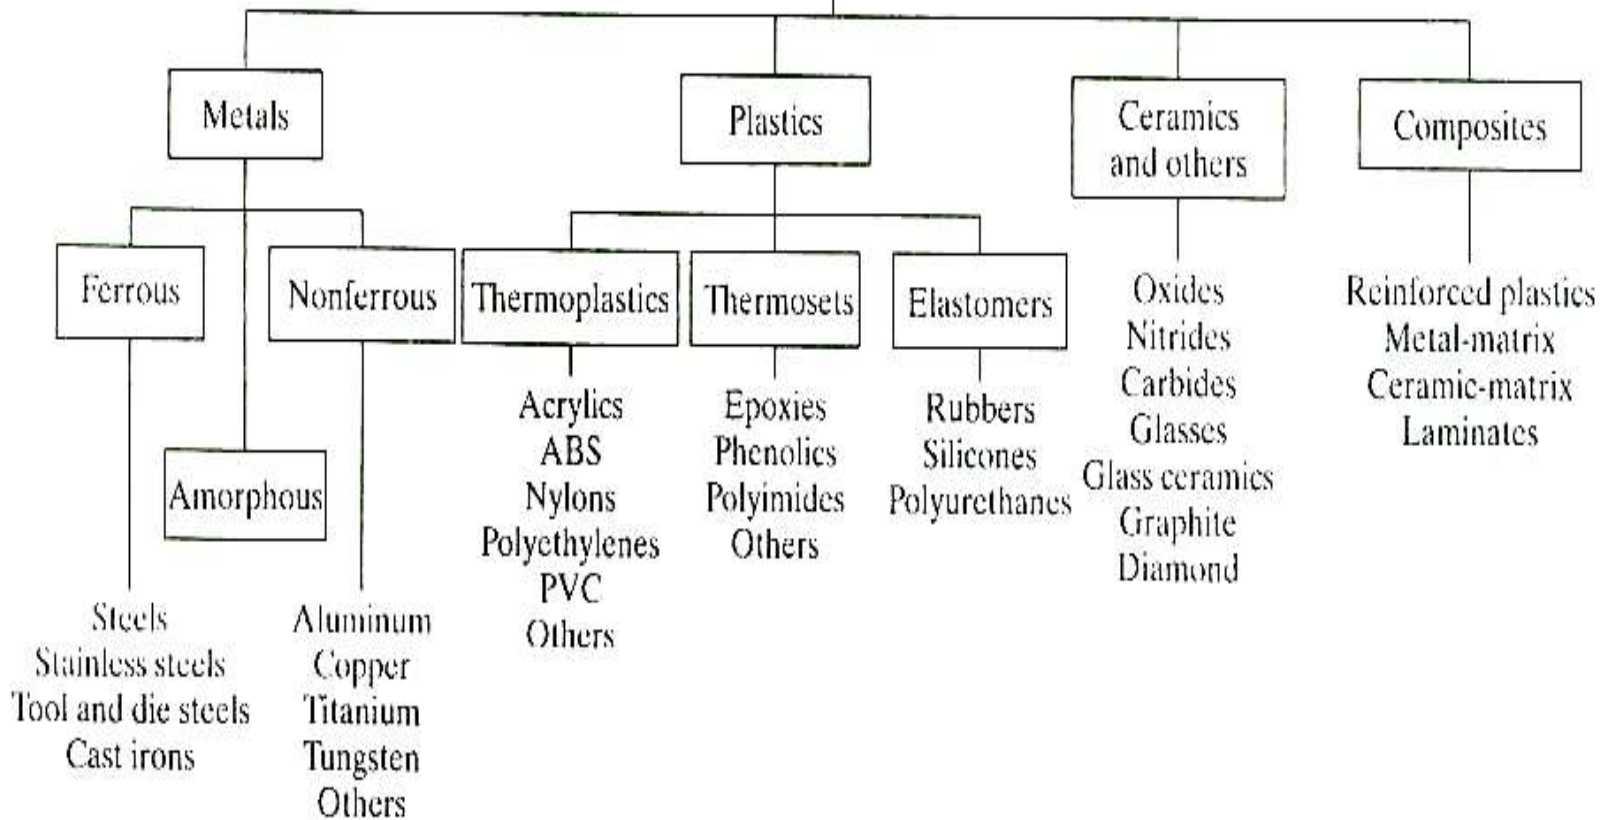 Metals
Plastics
Ceramics
and others
Composites
Ferrous
Nonferrous
Thermoplastics
Thermosets
Elastomers
Amorphous
Steels
Stainless steels
Tool and die steels
Cast irons
Aluminum
Copper
Titanium
Tungsten
Others
Acrylics
ABS
Nylons
Polyethylenes
PVC
Others
Epoxies
Phenolics
Polyimides
Others
Rubbers
Silicones
Polyurethanes
Oxides
Nitrides
Carbides
Glasses
Glass ceramics
Graphite
Diamond
Reinforced plastics
Metal-matrix
Ceramic-matrix
Laminates